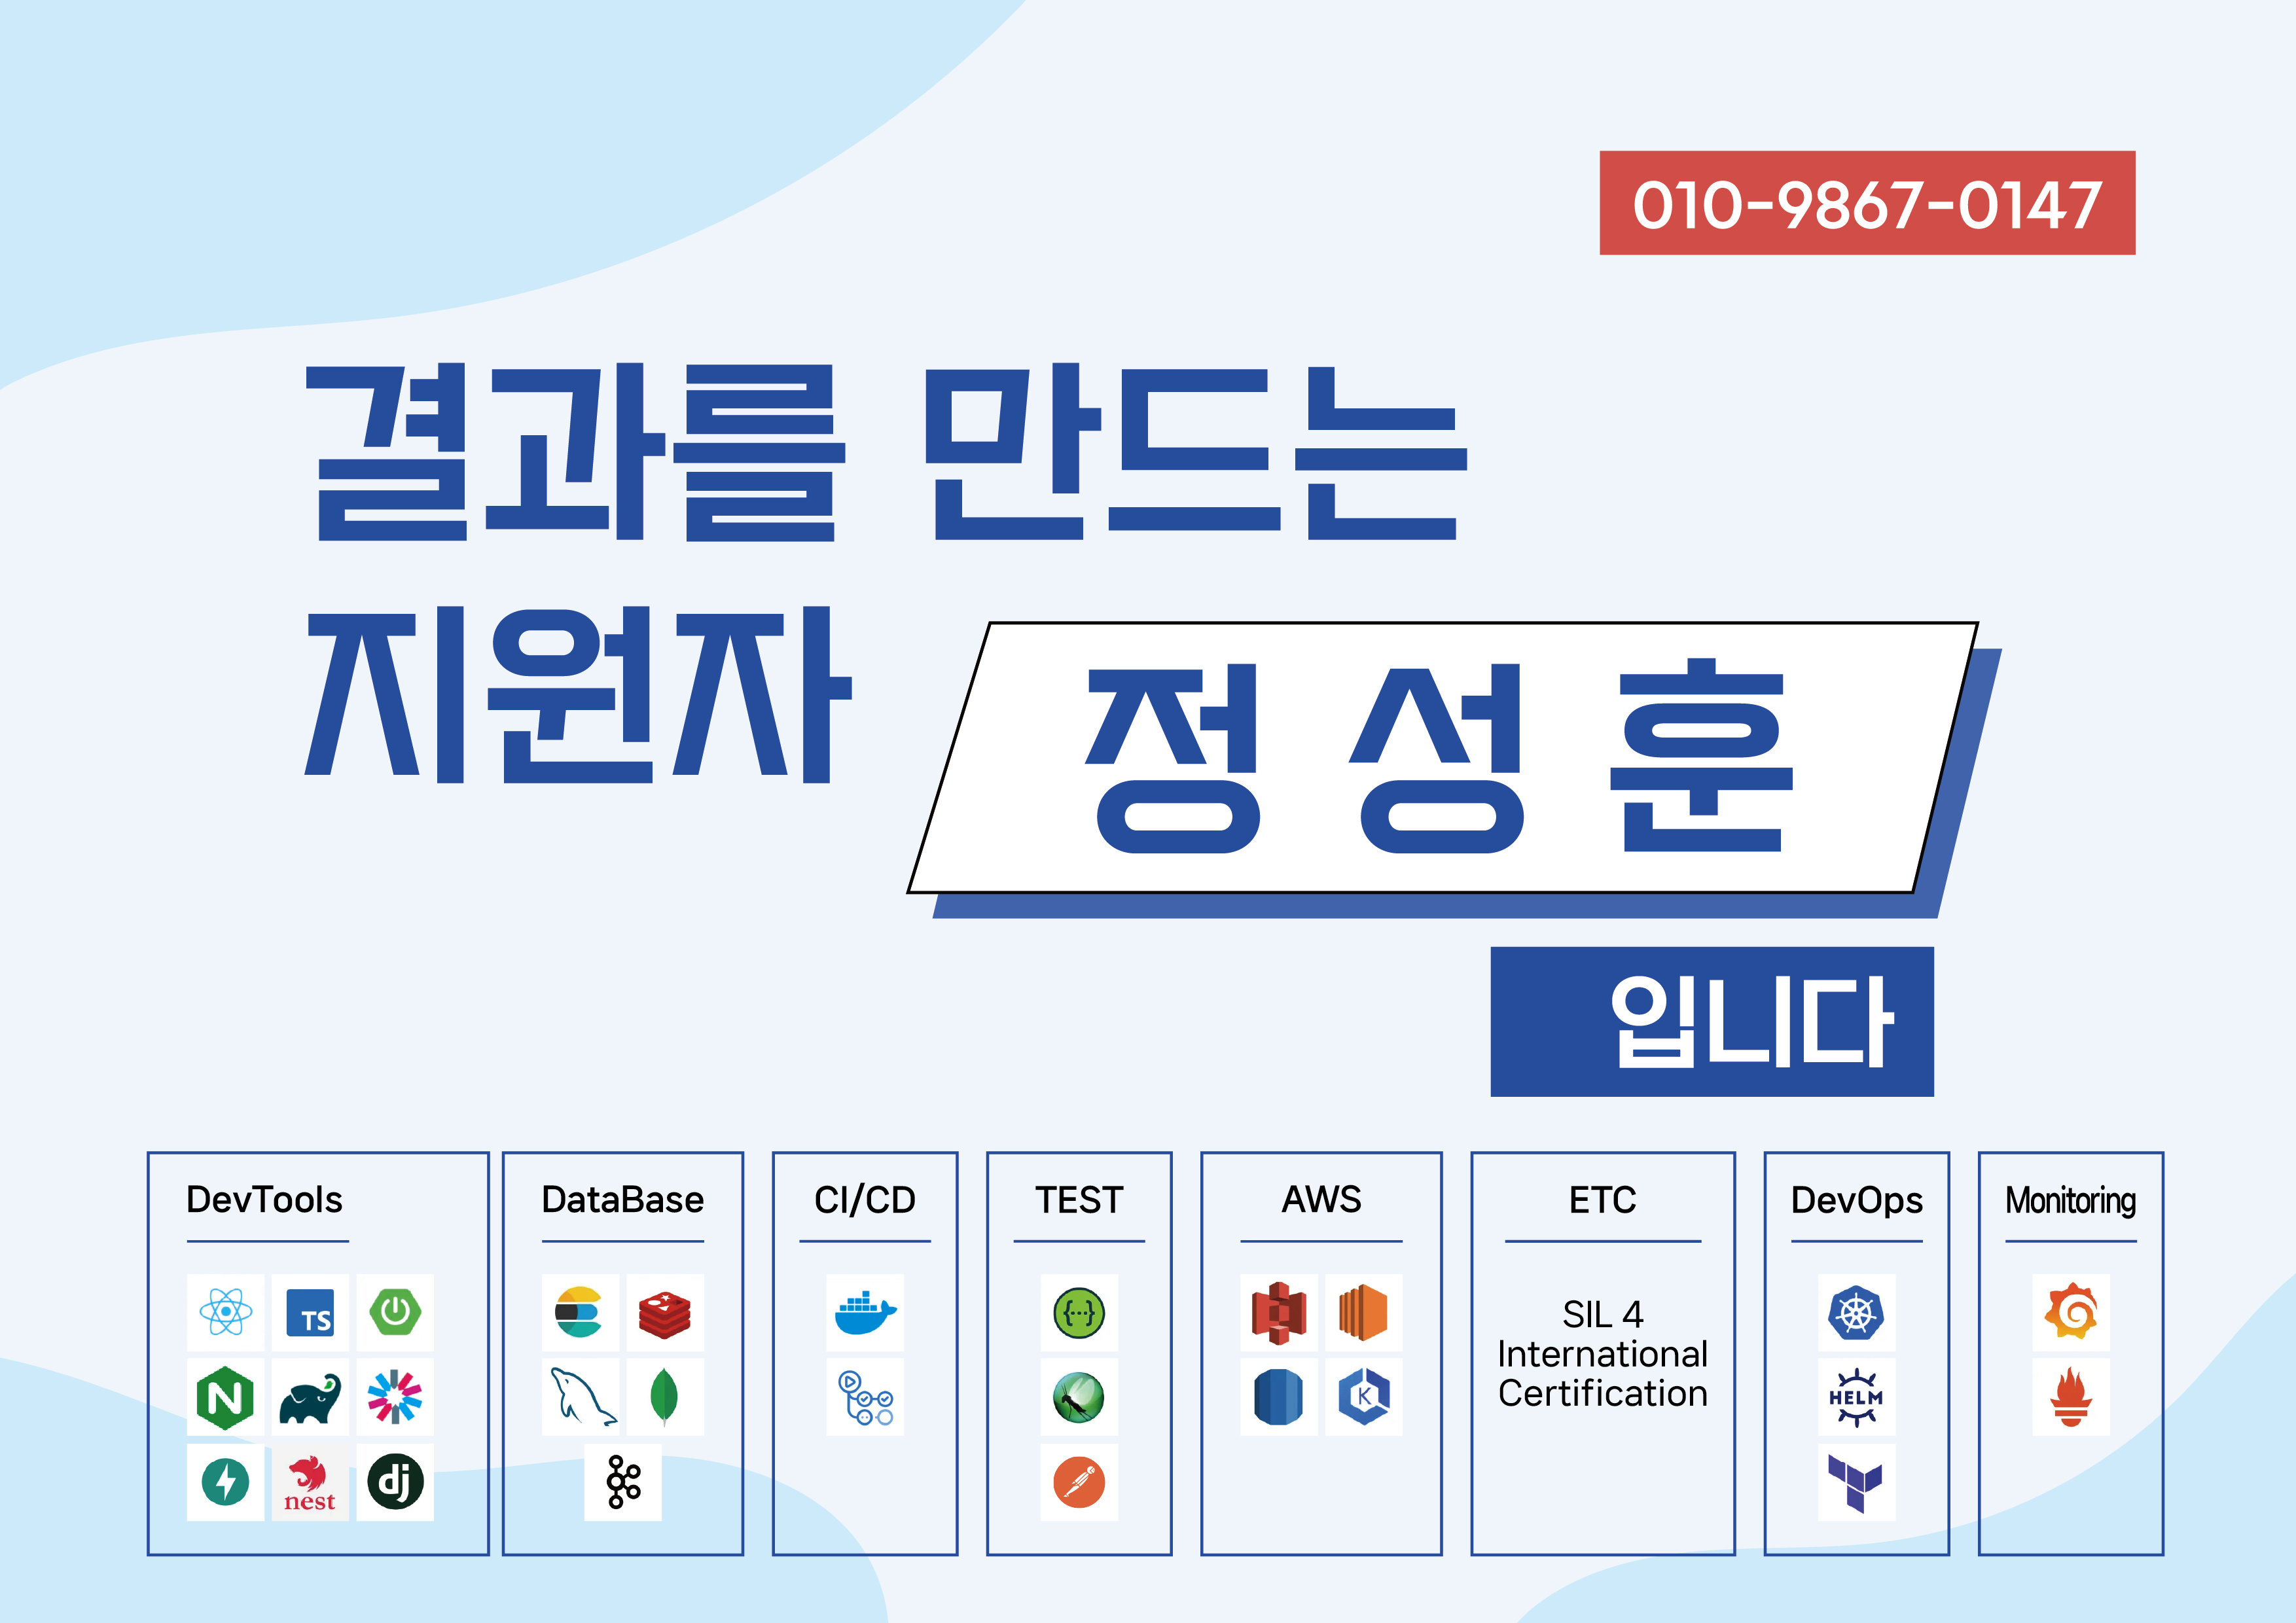 010-9867-0147
결과를 만드는
지원자
정성훈
입니다
DevTools
TS
N
nest
dj
DataBase
CI/CD
TEST
{...}
AWS
K
ETC
SIL 4
International
Certification
DevOps
HELM
Monitoring